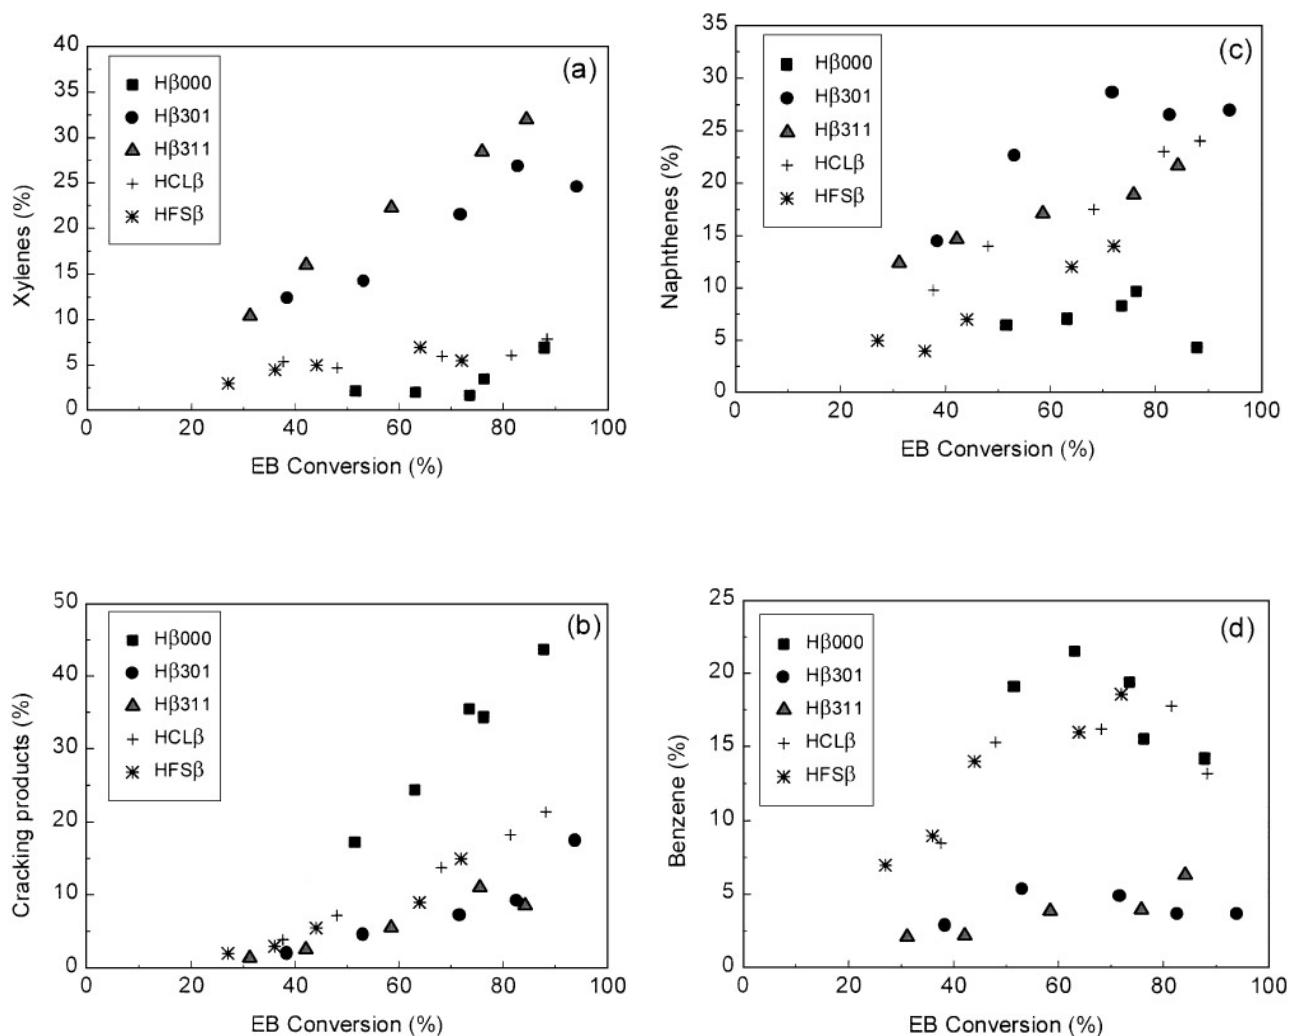 (a)
Hβ000
Hβ301
Hβ311
HCLβ
HFSβ
Xylenes (%)
40
35
30
25
20
15
10
5
0
0 20 40 60 80 100
EB Conversion (%)
(c)
Hβ000
Hβ301
Hβ311
HCLβ
HFSβ
Naphthenes (%)
35
30
25
20
15
10
5
0
0 20 40 60 80 100
EB Conversion (%)
(b)
Hβ000
Hβ301
Hβ311
HCLβ
HFSβ
Cracking products (%)
50
40
30
20
10
0
0 20 40 60 80 100
EB Conversion (%)
(d)
Hβ000
Hβ301
Hβ311
HCLβ
HFSβ
Benzene (%)
25
20
15
10
5
0
0 20 40 60 80 100
EB Conversion (%)